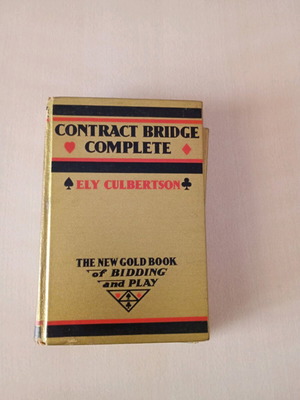 CONTRACT BRIDGE
COMPLETE
ELY CULBERTSON
THE NEW GOLD BOOK
of BIDDING
and PLAY